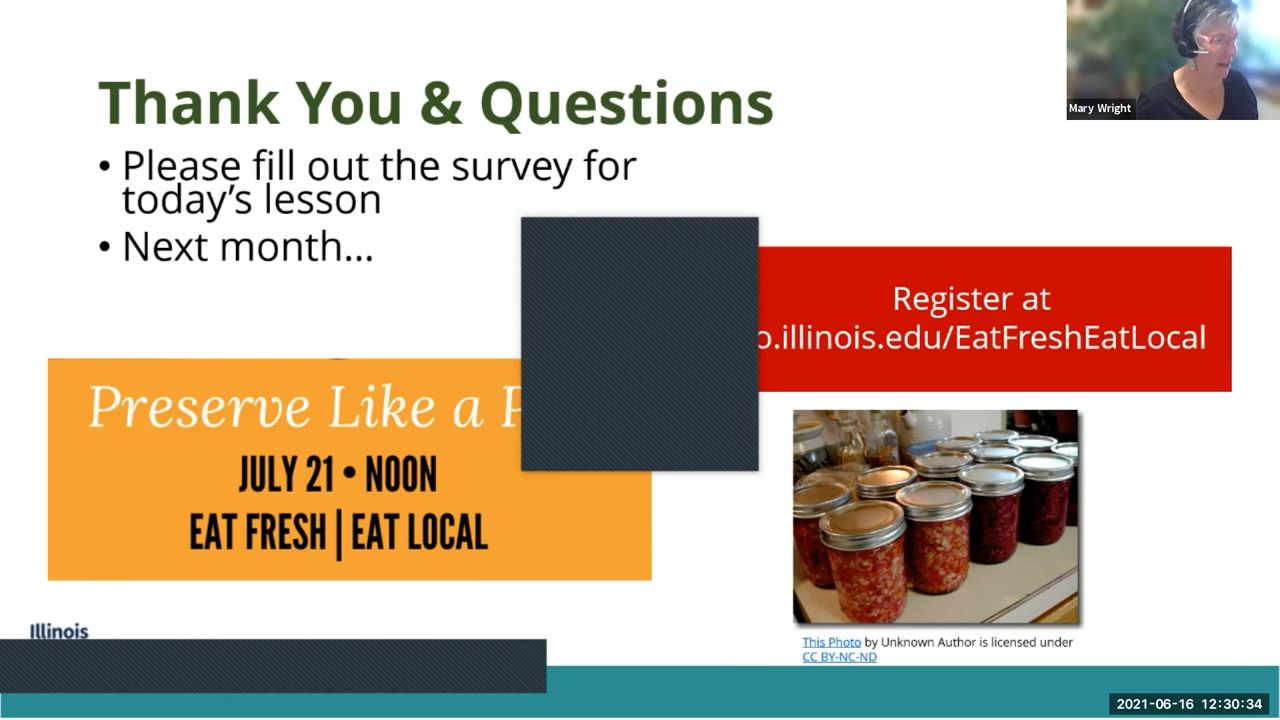 Thank You & Questions
• Please fill out the survey for
today's lesson
• Next month...
Register at
.illinois.edu/EatFreshEatLocal
Preserve Like a
JULY 21 • NOON
EAT FRESH | EAT LOCAL
This Photo by Unknown Author is licensed under
CC BY-NC-ND
Illinois
Mary Wright
2021-06-16 12:30:34